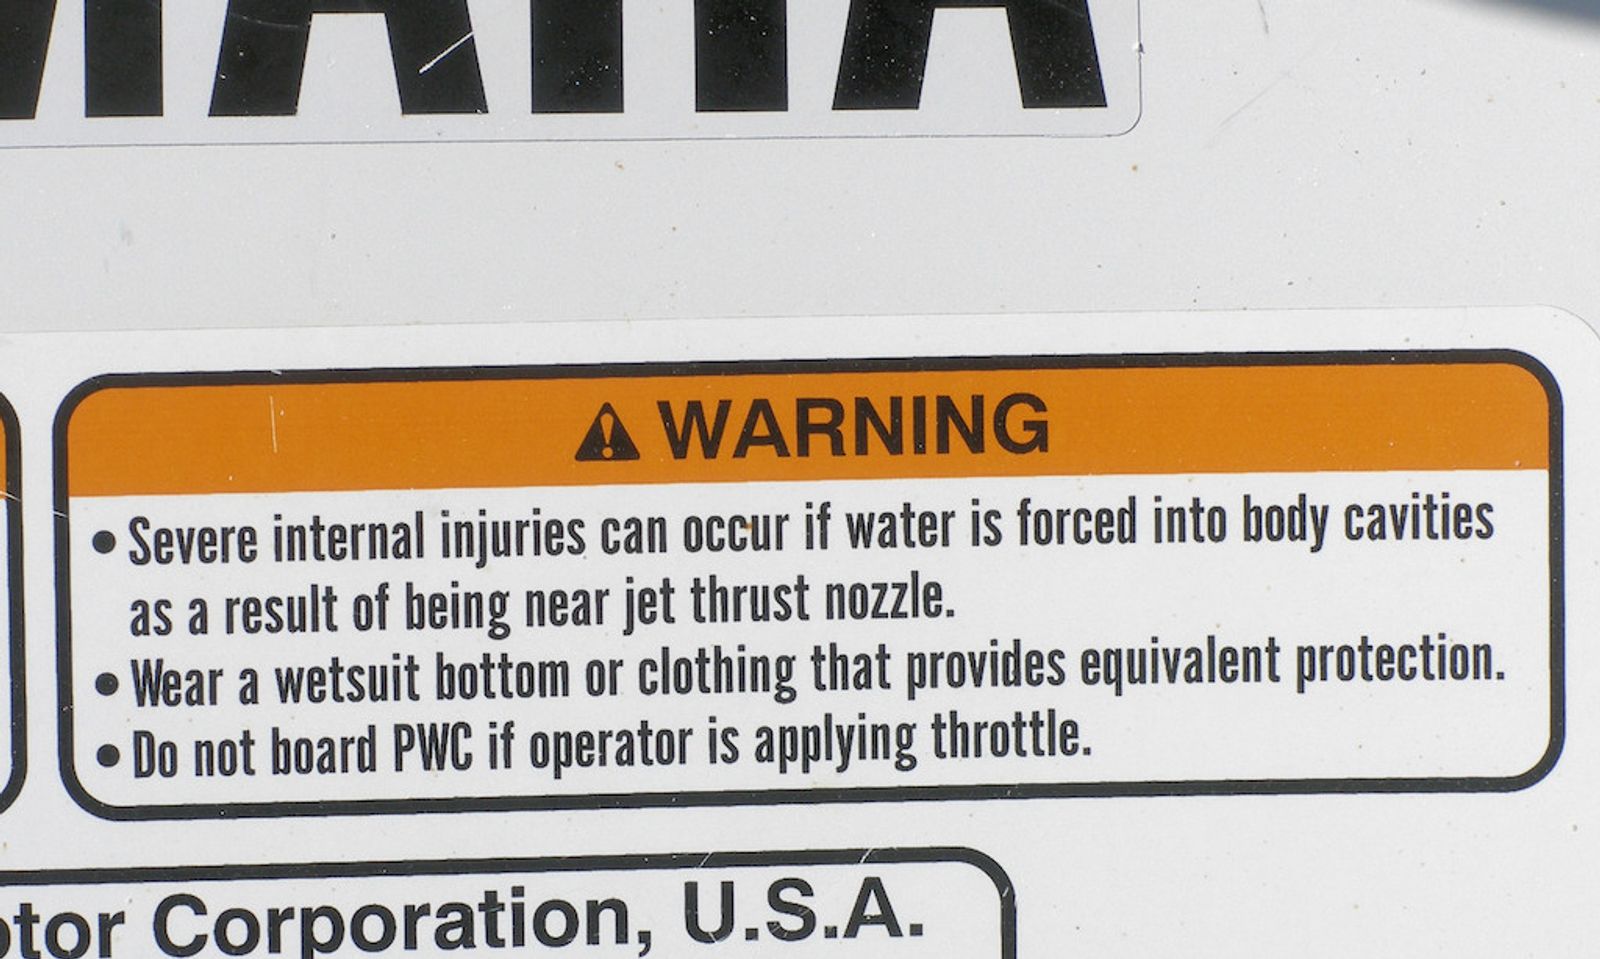 WARNING
• Severe internal injuries can occur if water is forced into body cavities
as a result of being near jet thrust nozzle.
• Wear a wetsuit bottom or clothing that provides equivalent protection.
• Do not board PWC if operator is applying throttle.
Corporation, U.S.A.